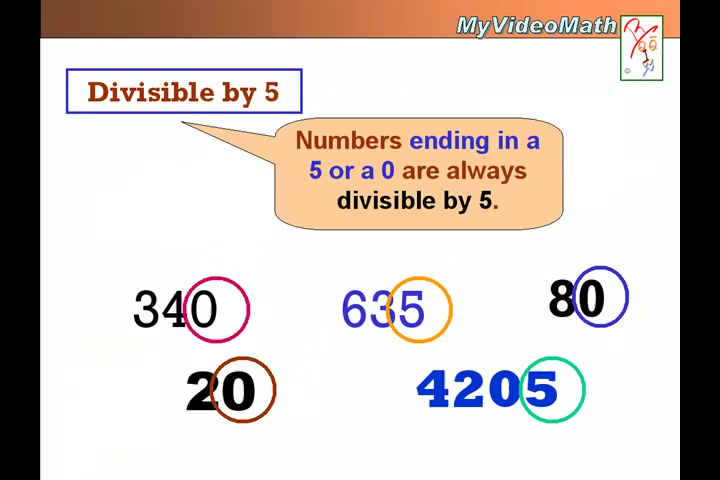 MyVideoMath
Divisible by 5
Numbers ending in a
5 or a 0 are always
divisible by 5.
340
635
80
20
4205